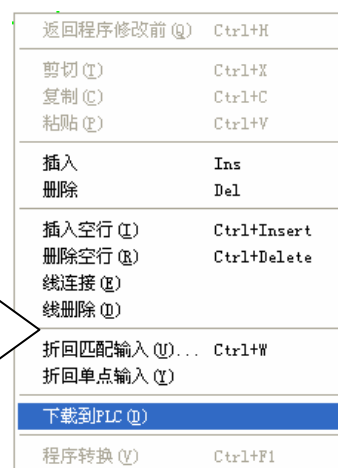 返回程序修改前(Q) Ctrl+H
剪切(T) Ctrl+X
复制(C) Ctrl+C
粘贴(P) Ctrl+V
插入 Ins
删除 Del
插入空行(I) Ctrl+Insert
删除空行(R) Ctrl+Delete
线连接(E)
线删除(D)
折回匹配输入(U)... Ctrl+W
折回单点输入(Y)
下载到PLC(D)
程序转换(V) Ctrl+F1